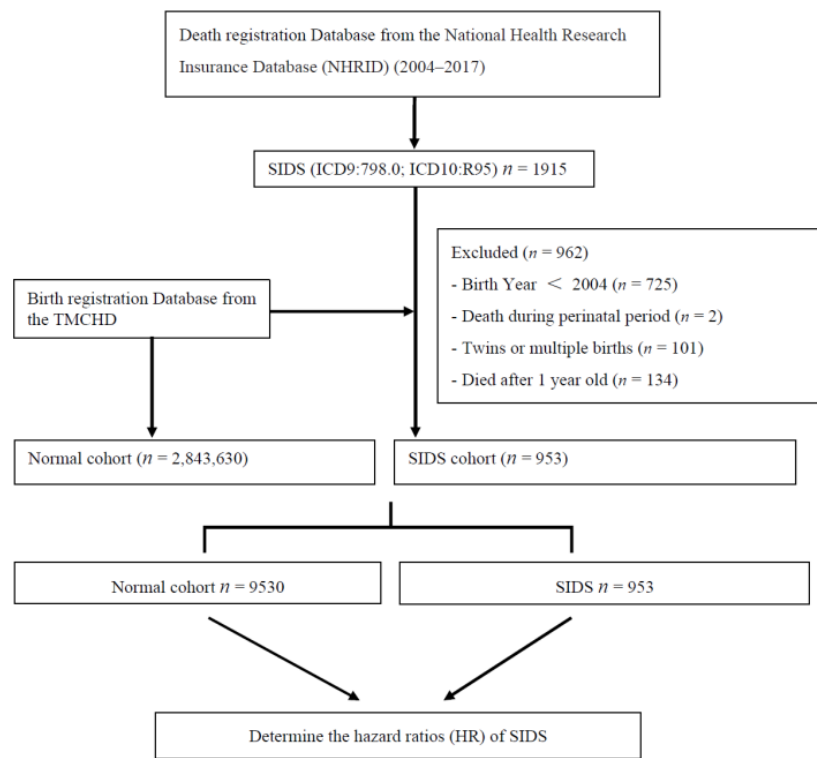 Death registration Database from the National Health Research
Insurance Database (NHRID) (2004–2017)
SIDS (ICD9:798.0; ICD10:R95) n = 1915
Excluded (n = 962)
- Birth Year < 2004 (n = 725)
- Death during perinatal period (n = 2)
- Twins or multiple births (n = 101)
- Died after 1 year old (n = 134)
Birth registration Database from
the TMCHD
Normal cohort (n = 2,843,630)
SIDS cohort (n = 953)
Normal cohort n = 9530
SIDS n = 953
Determine the hazard ratios (HR) of SIDS